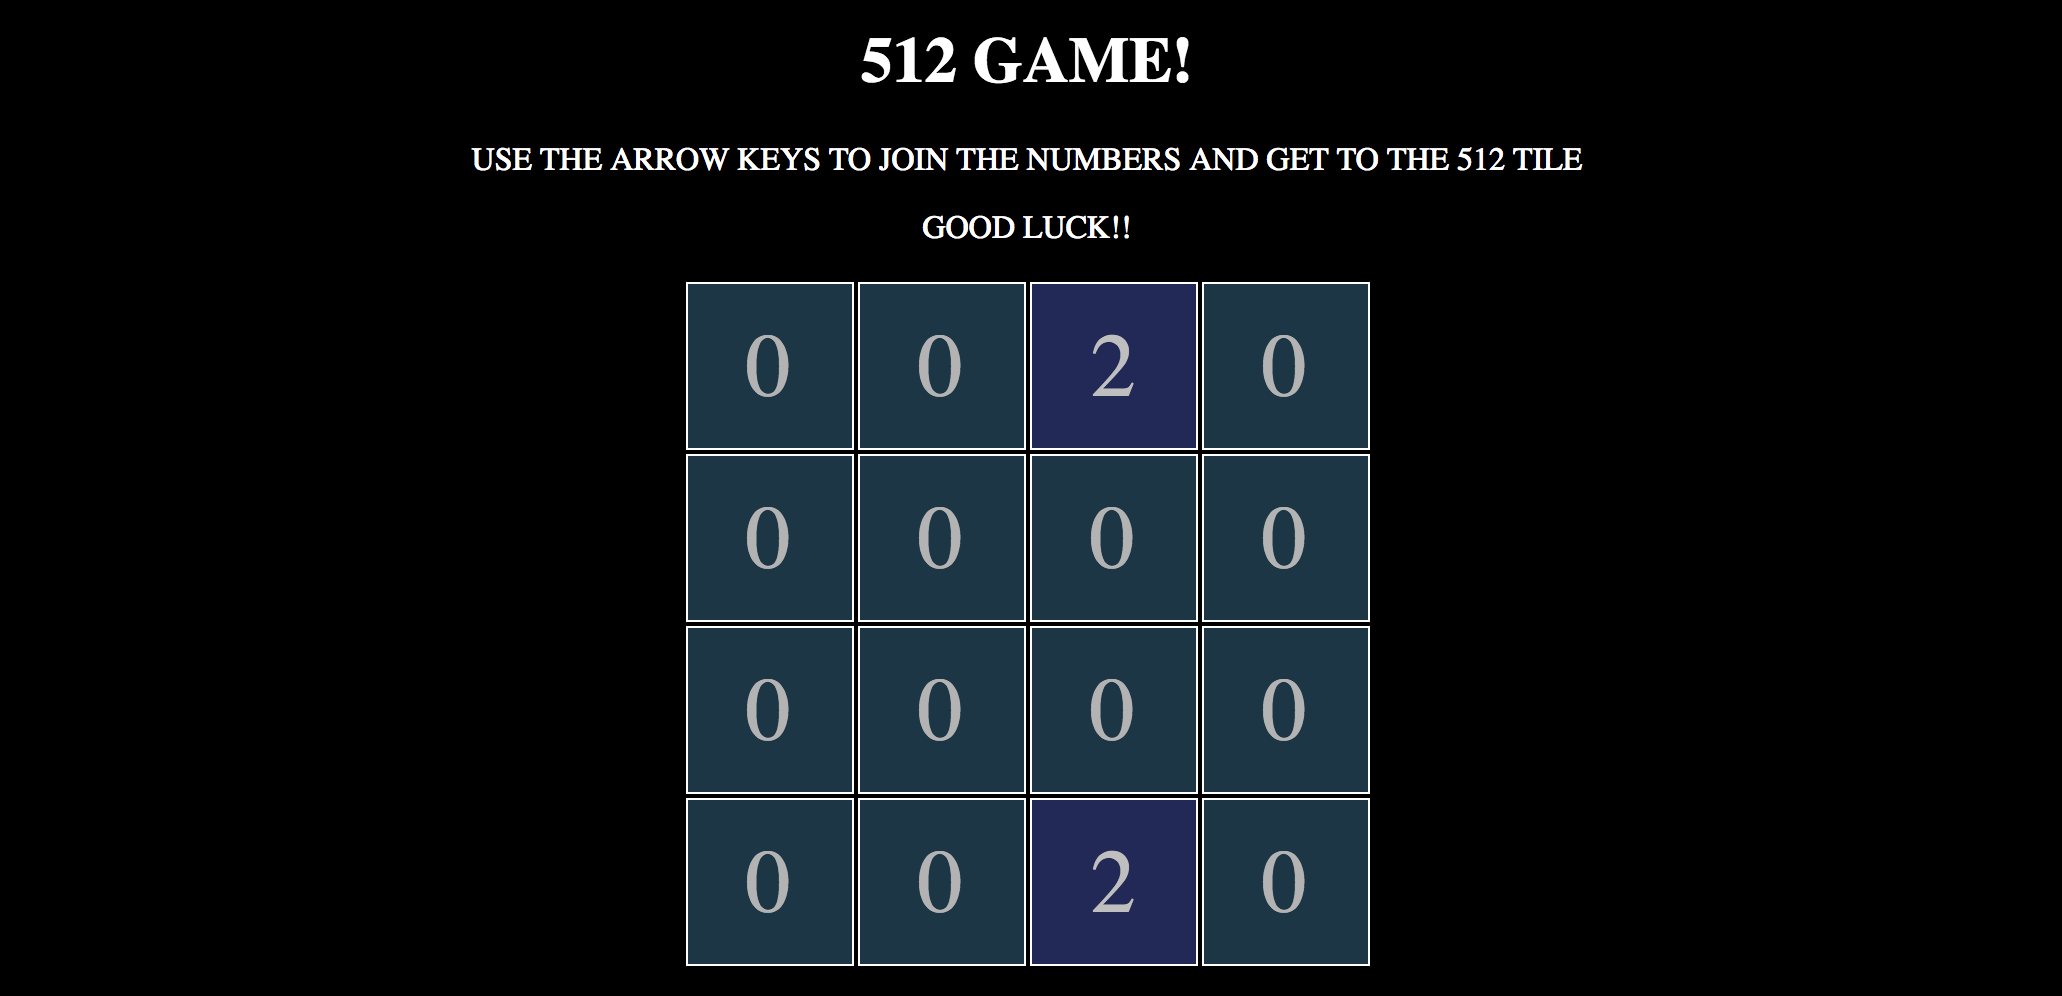 512 GAME!
USE THE ARROW KEYS TO JOIN THE NUMBERS AND GET TO THE 512 TILE
GOOD LUCK!!
0 0 2 0
0 0 0 0
0 0 0 0
0 0 2 0